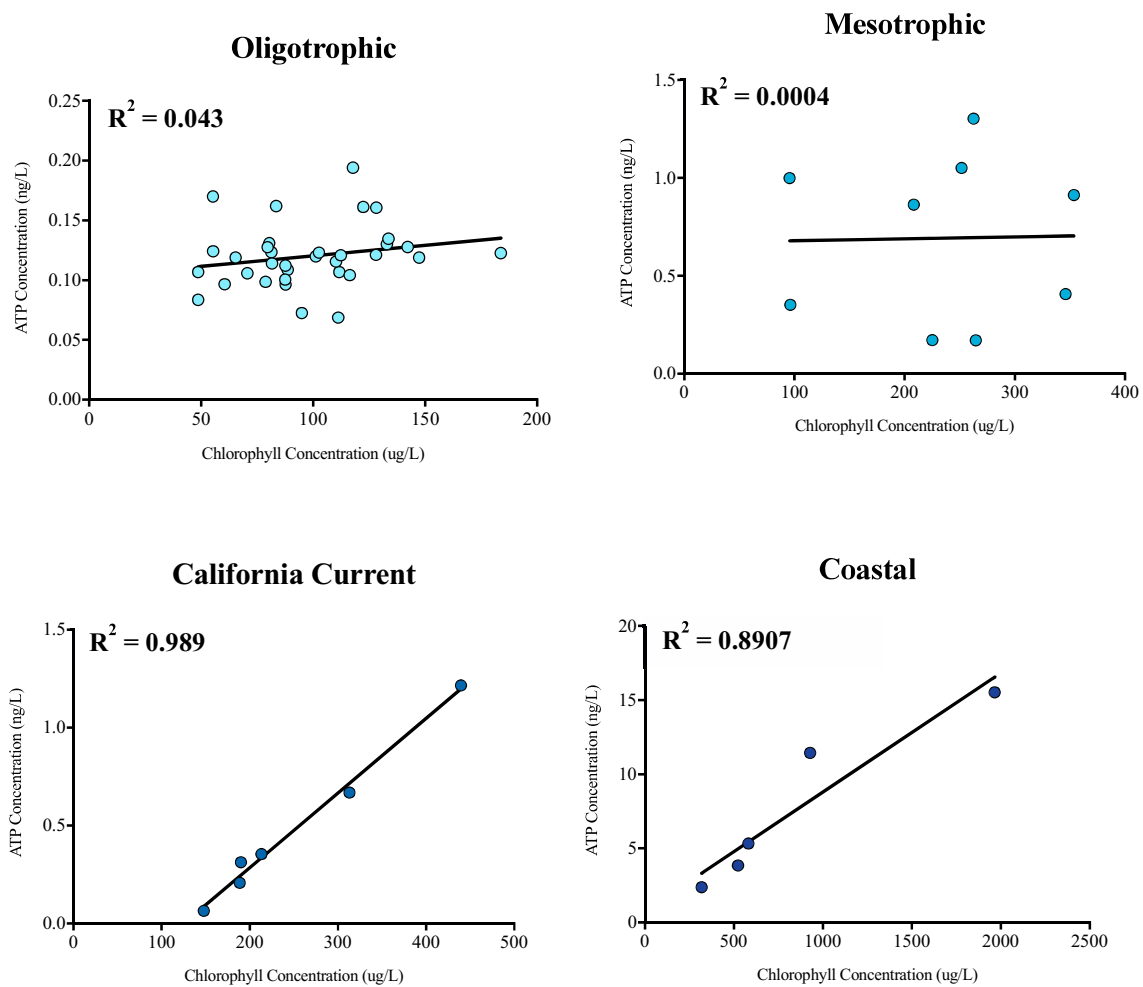 Oligotrophic
R² = 0.043
ATP Concentration (ng/L)
0.25
0.20
0.15
0.10
0.05
0.00
0 50 100 150 200
Chlorophyll Concentration (ug/L)
Mesotrophic
R² = 0.0004
ATP Concentration (ng/L)
1.5
1.0
0.5
0.0
0 100 200 300 400
Chlorophyll Concentration (ug/L)
California Current
R² = 0.989
ATP Concentration (ng/L)
1.5
1.0
0.5
0.0
0 100 200 300 400 500
Chlorophyll Concentration (ug/L)
Coastal
R² = 0.8907
ATP Concentration (ng/L)
20
15
10
5
0
0 500 1000 1500 2000 2500
Chlorophyll Concentration (ug/L)